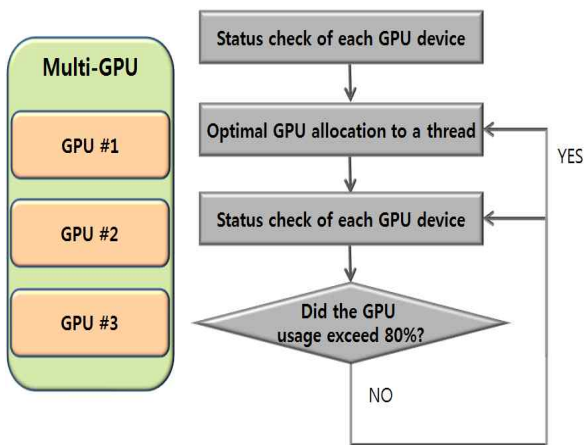 Multi-GPU
GPU #1
GPU #2
GPU #3
Status check of each GPU device
Optimal GPU allocation to a thread
Status check of each GPU device
Did the GPU
usage exceed 80%?
YES
NO